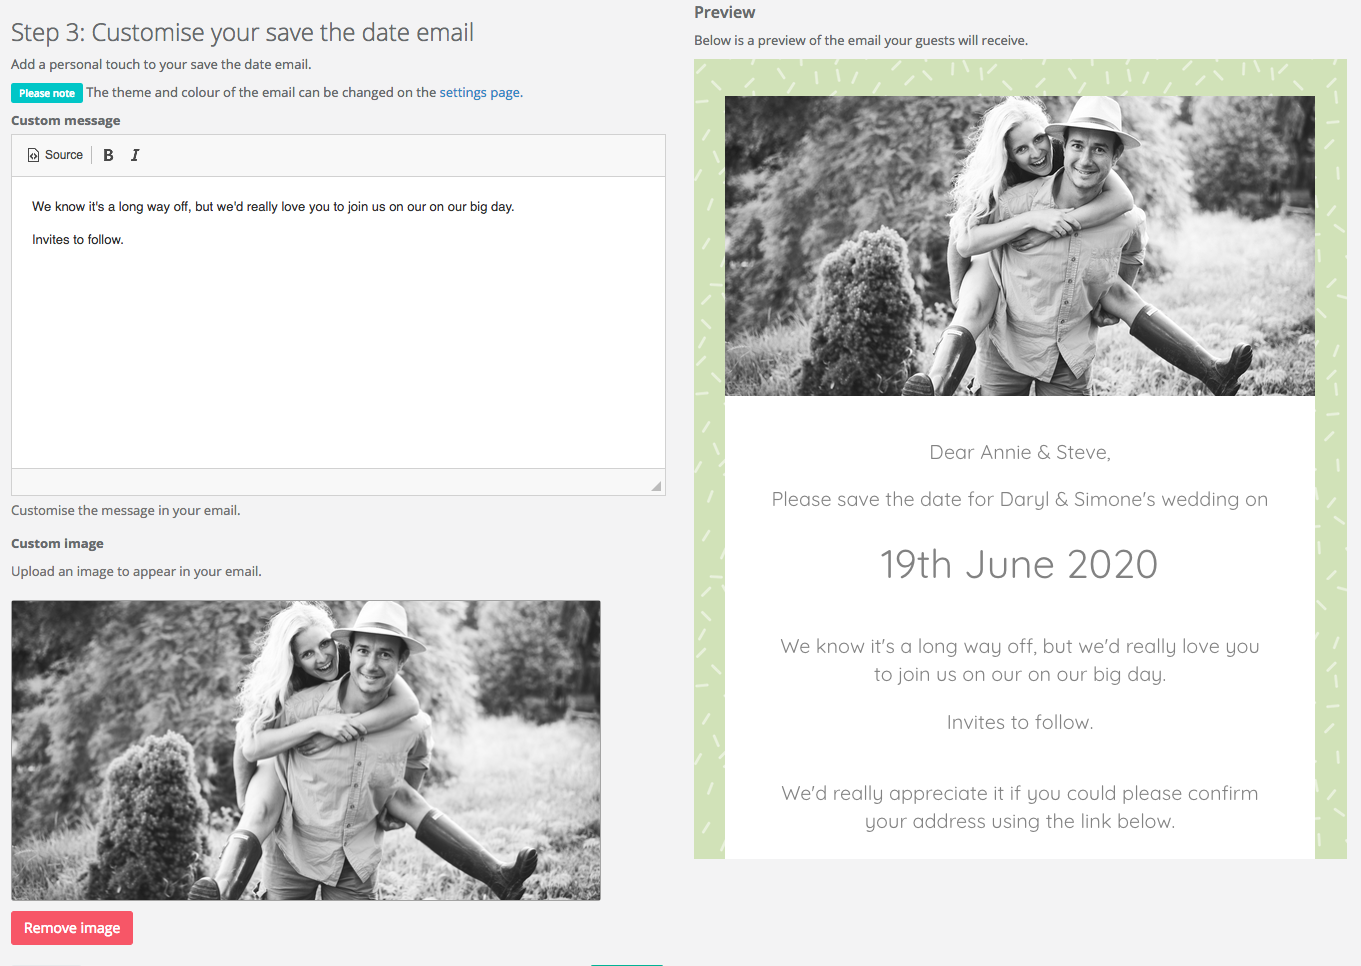 Step 3: Customise your save the date email
Add a personal touch to your save the date email.
Please note The theme and colour of the email can be changed on the settings page.
Custom message
Source B I
We know it's a long way off, but we'd really love you to join us on our on our big day.
Invites to follow.
Customise the message in your email.
Custom image
Upload an image to appear in your email.
Remove image
Preview
Below is a preview of the email your guests will receive.
Dear Annie & Steve,
Please save the date for Daryl & Simone's wedding on
19th June 2020
We know it's a long way off, but we'd really love you
to join us on our on our big day.
Invites to follow.
We'd really appreciate it if you could please confirm
your address using the link below.